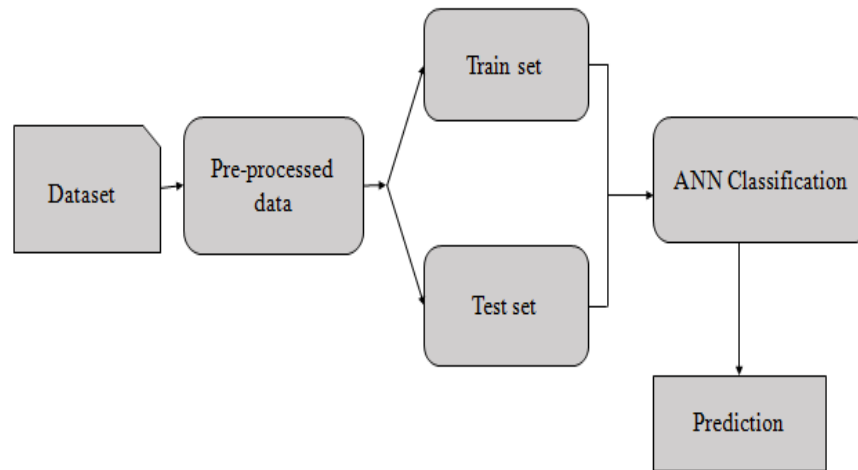 Train set
Dataset
Pre-processed
data
ANN Classification
Test set
Prediction